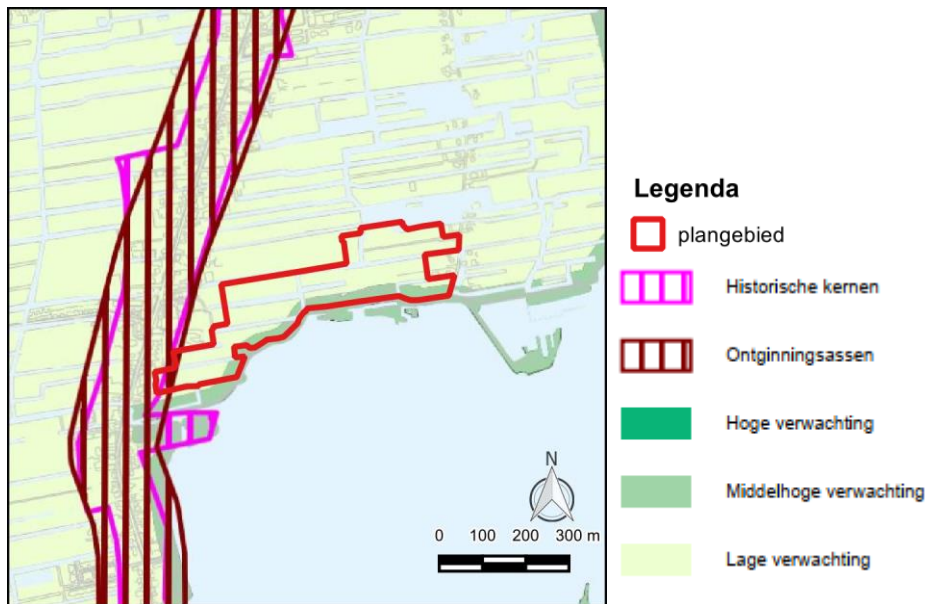 N
0 100 200 300 m
Legenda
plangebied
Historische kernen
Ontginningsassen
Hoge verwachting
Middelhoge verwachting
Lage verwachting